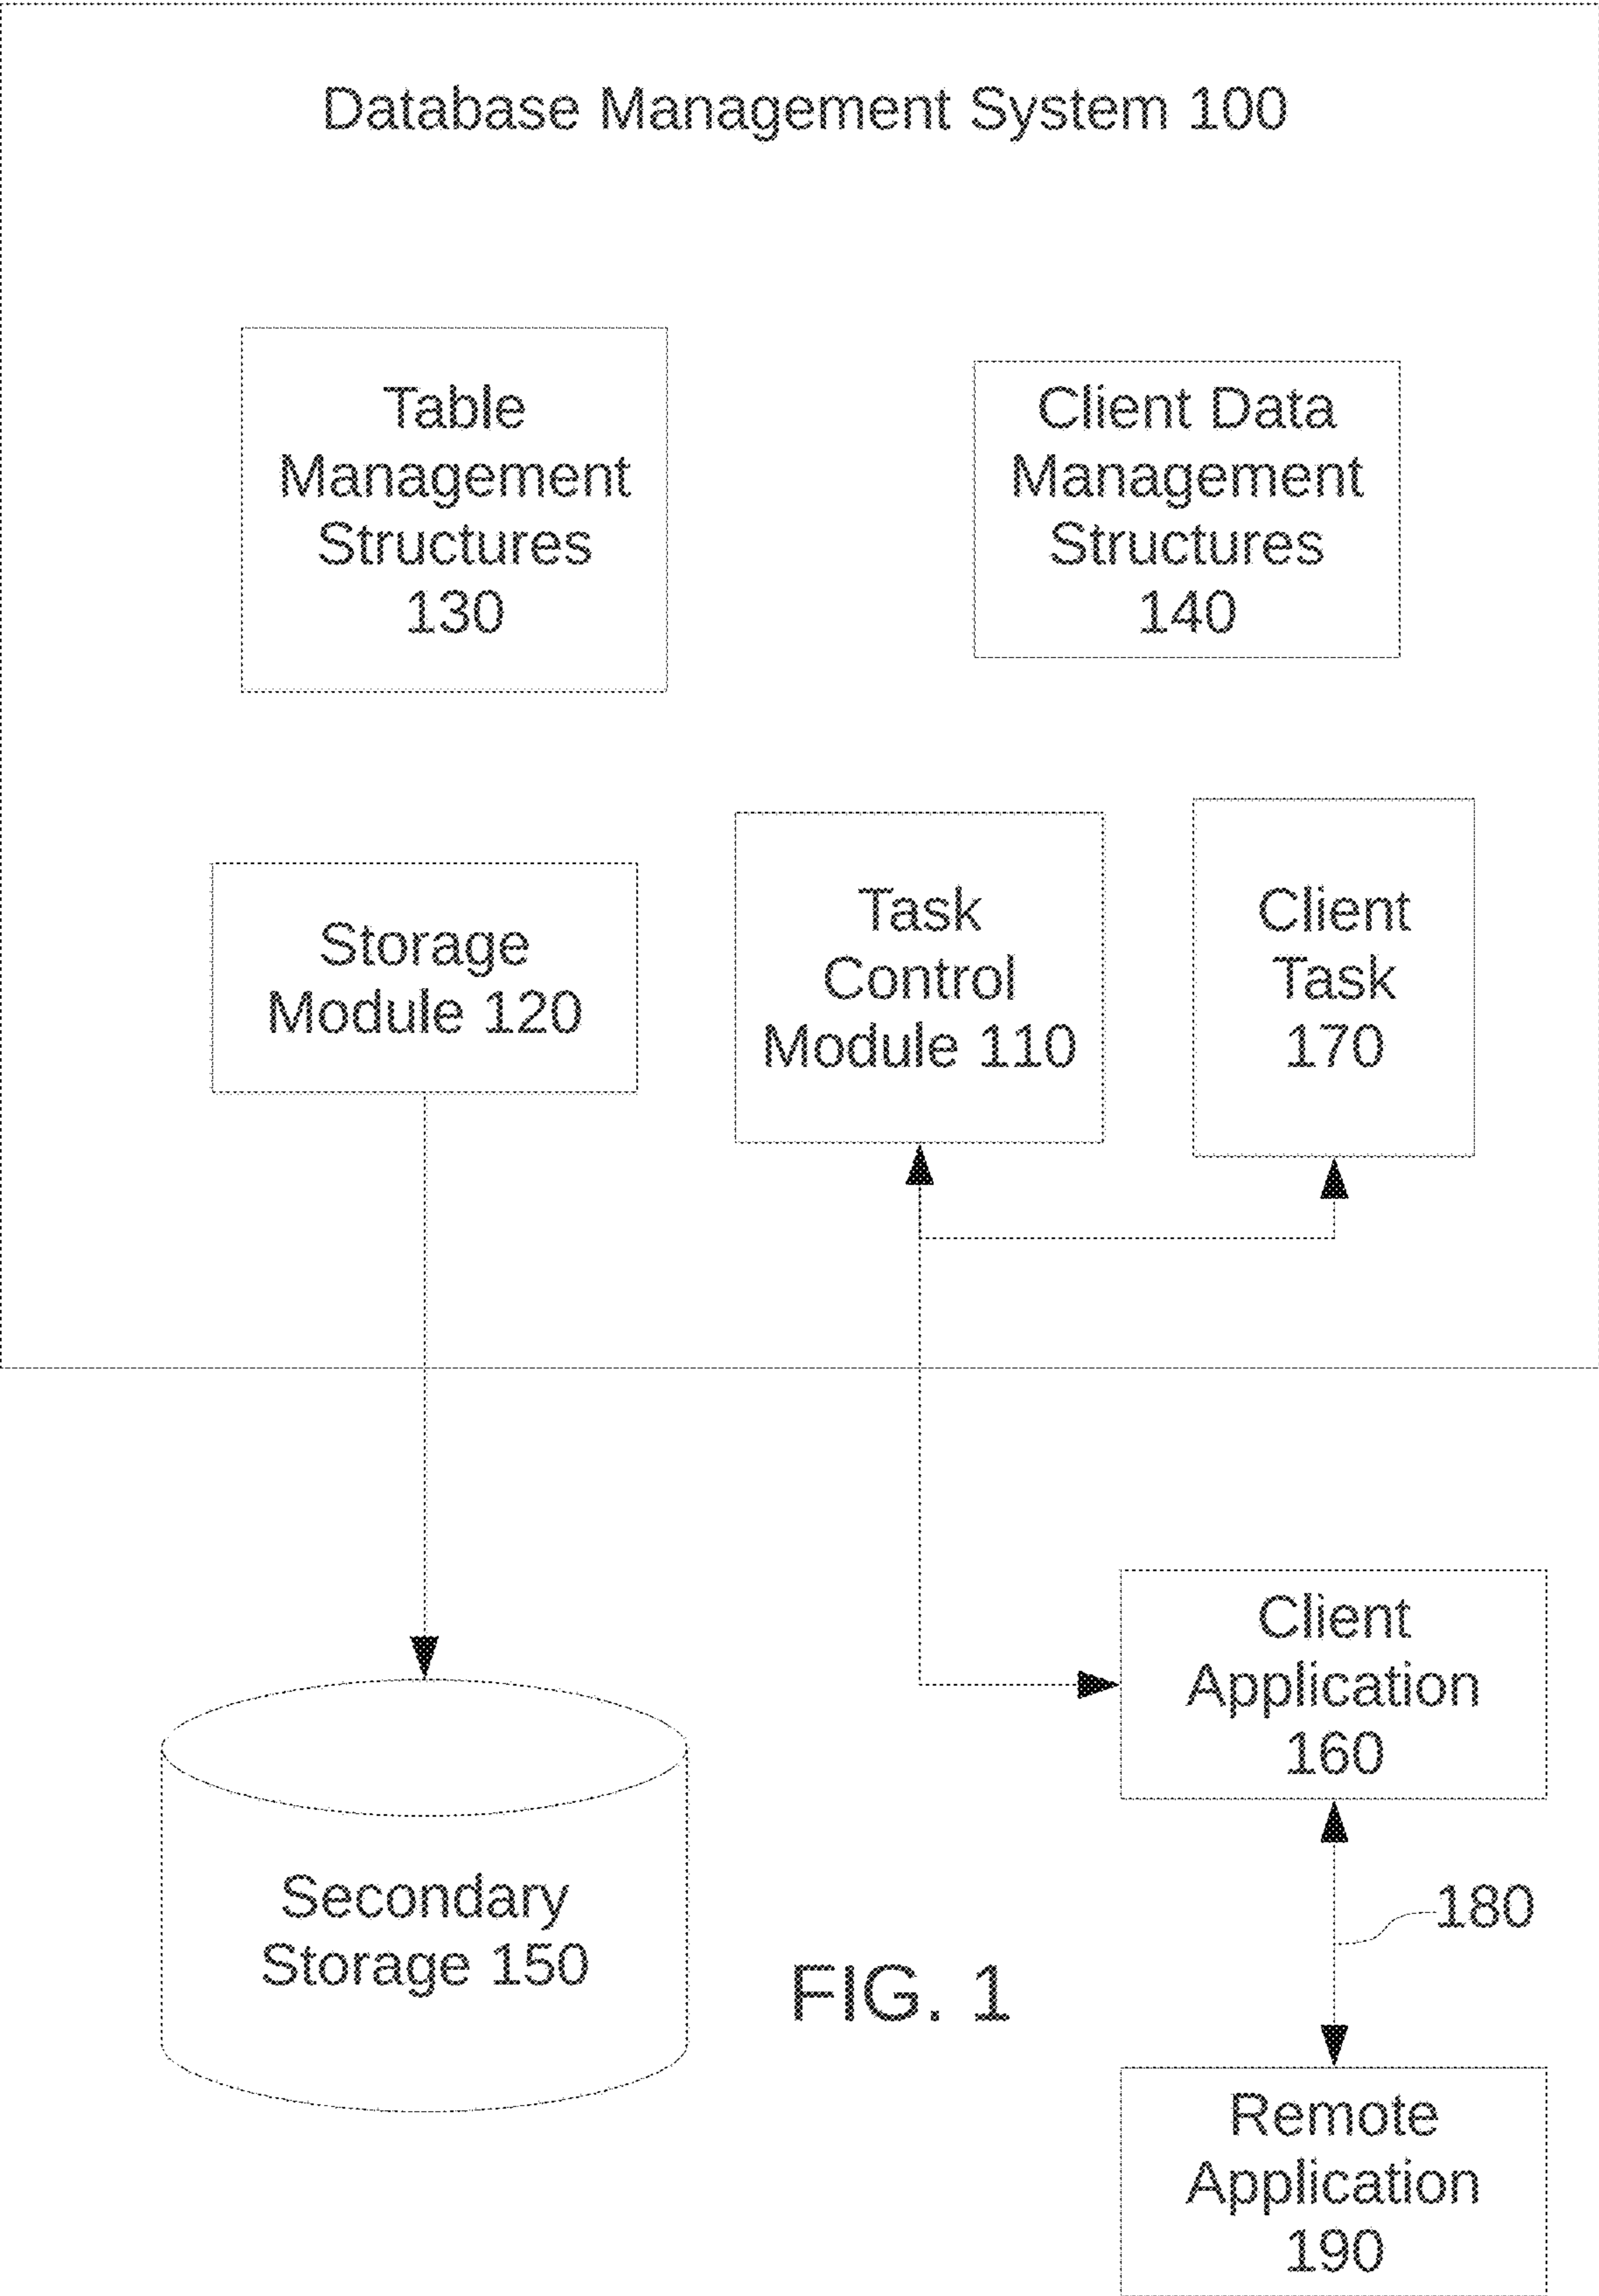 Database Management System 100
Table
Management
Structures
130
Client Data
Management
Structures
140
Storage
Module 120
Task
Control
Module 110
Client
Task
170
Client
Application
160
Secondary
Storage 150
180
FIG. 1
Remote
Application
190